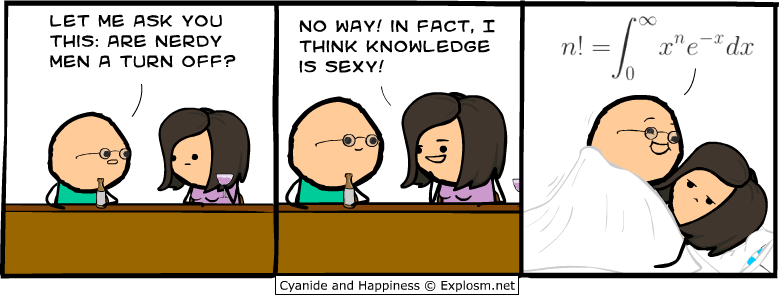 LET ME ASK YOU
THIS: ARE NERDY
MEN A TURN OFF?
NO WAY! IN FACT, I
THINK KNOWLEDGE
IS SEXY!
n! = ∫₀^∞ xⁿe⁻ˣdx
Cyanide and Happiness © Explosm.net